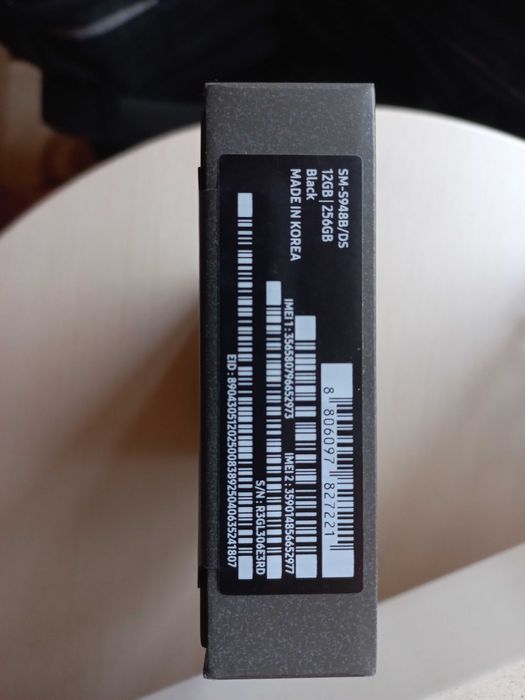 SM-S948B/DS
12GB | 256GB
Black
MADE IN KOREA
8 806097 827221
IMEI 1 : 356580796652973
IMEI 2 : 359014856652977
S/N : R3GL306E3RD
EID : 89043051202500838925040635241807